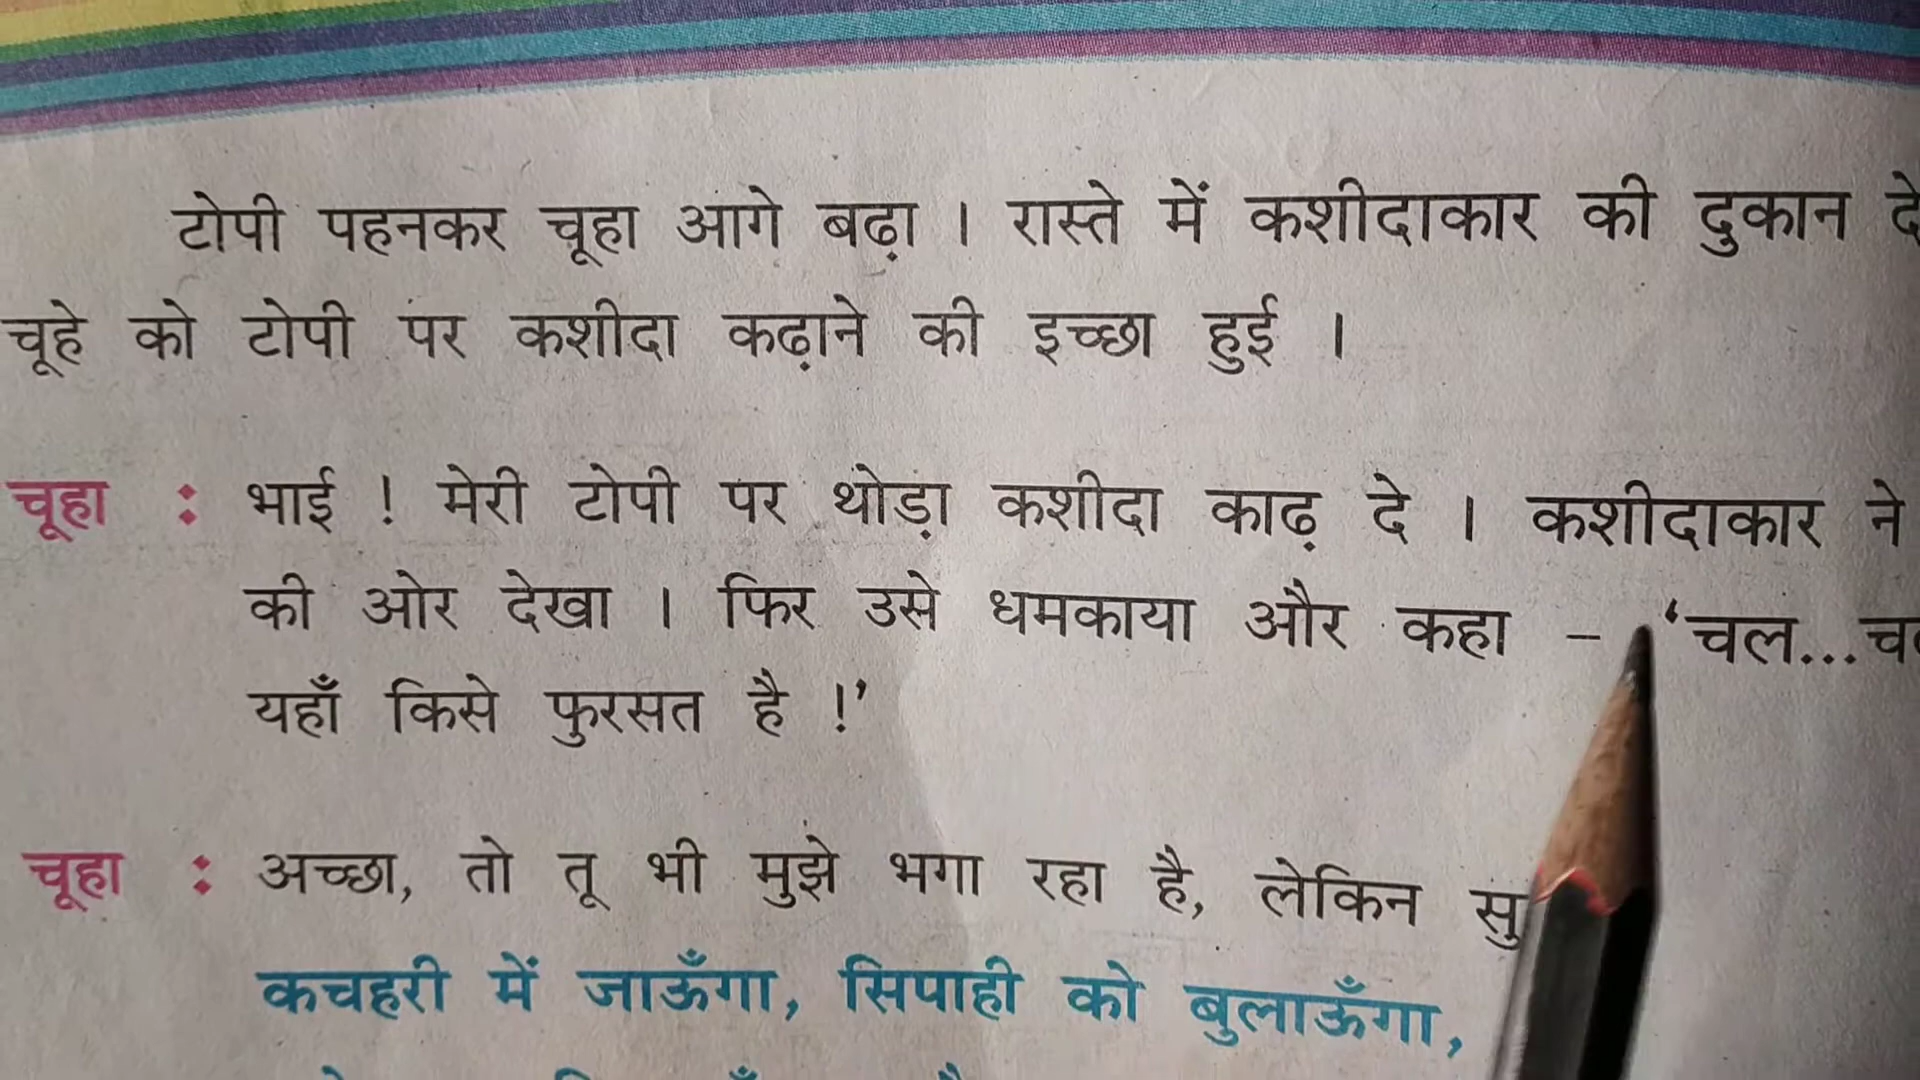 टोपी पहनकर चूहा आगे बढ़ा । रास्ते में कशीदाकार की दुकान
चूहे को टोपी पर कशीदा कढ़ाने की इच्छा हुई ।
चूहा : भाई ! मेरी टोपी पर थोड़ा कशीदा काढ़ दे । कशीदाकार ने
की ओर देखा । फिर उसे धमकाया और कहा – ‘चल...
यहाँ किसे फुरसत है !’
चूहा : अच्छा, तो तू भी मुझे भगा रहा है, लेकिन
कचहरी में जाऊँगा, सिपाही को बुलाऊँगा,